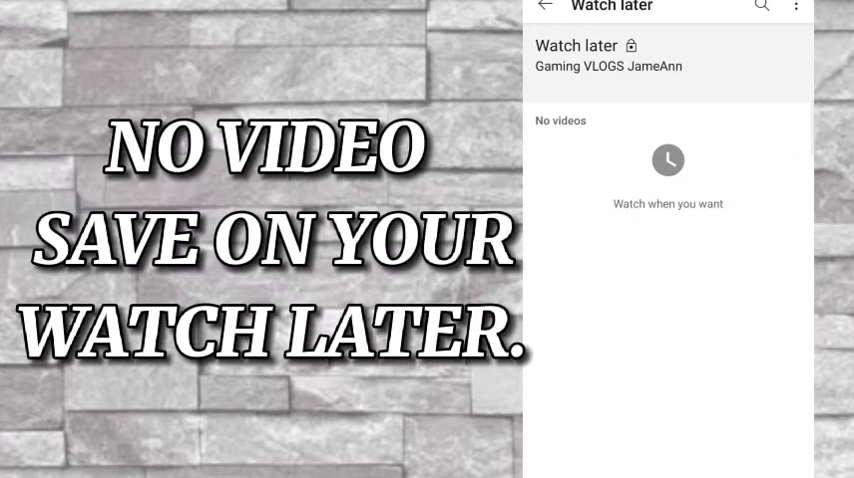 NO VIDEO
SAVE ON YOUR
WATCH LATER.
Watch later
Watch later
Gaming VLOGS JameAnn
No videos
Watch when you want